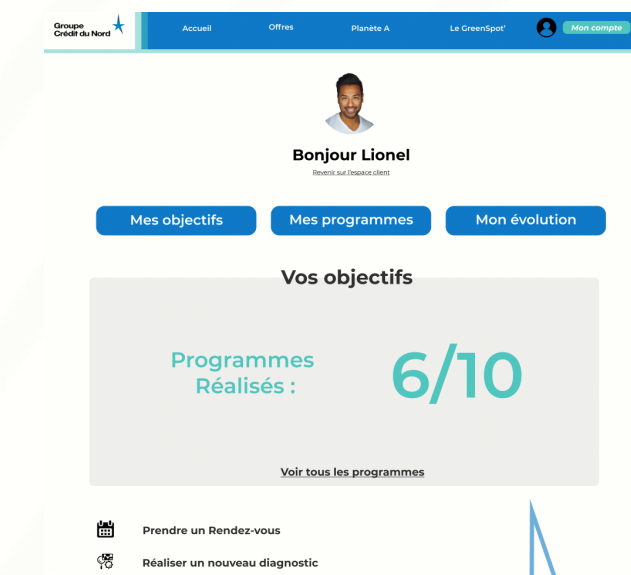 Groupe
Crédit du Nord
Accueil
Offres
Planète A
Le GreenSpot'
Mon compte
Bonjour Lionel
Revenir sur l'espace client
Mes objectifs
Mes programmes
Mon évolution
Vos objectifs
Programmes
Réalisés :
6/10
Voir tous les programmes
Prendre un Rendez-vous
Réaliser un nouveau diagnostic